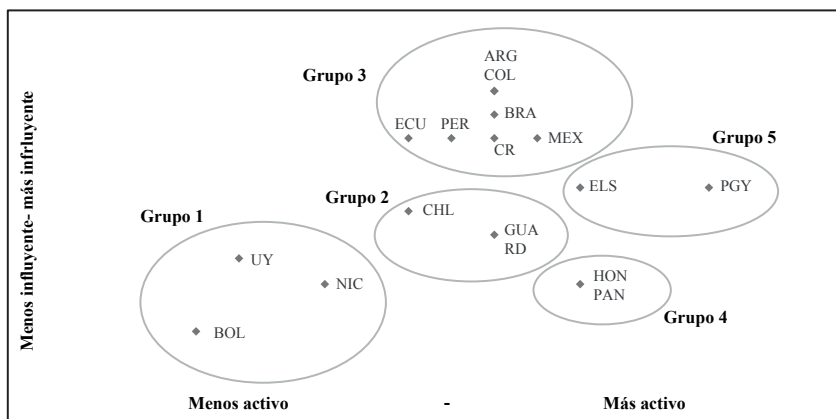 ARG
Grupo 3
COL
BRA
ECU PER
CR MEX
Grupo 5
ELS PGY
Grupo 2
CHL
Grupo 1
GUA
RD
UY
HON
NIC
PAN
BOL
Grupo 4
Menos influyente- más infrluyente
Menos activo - Más activo